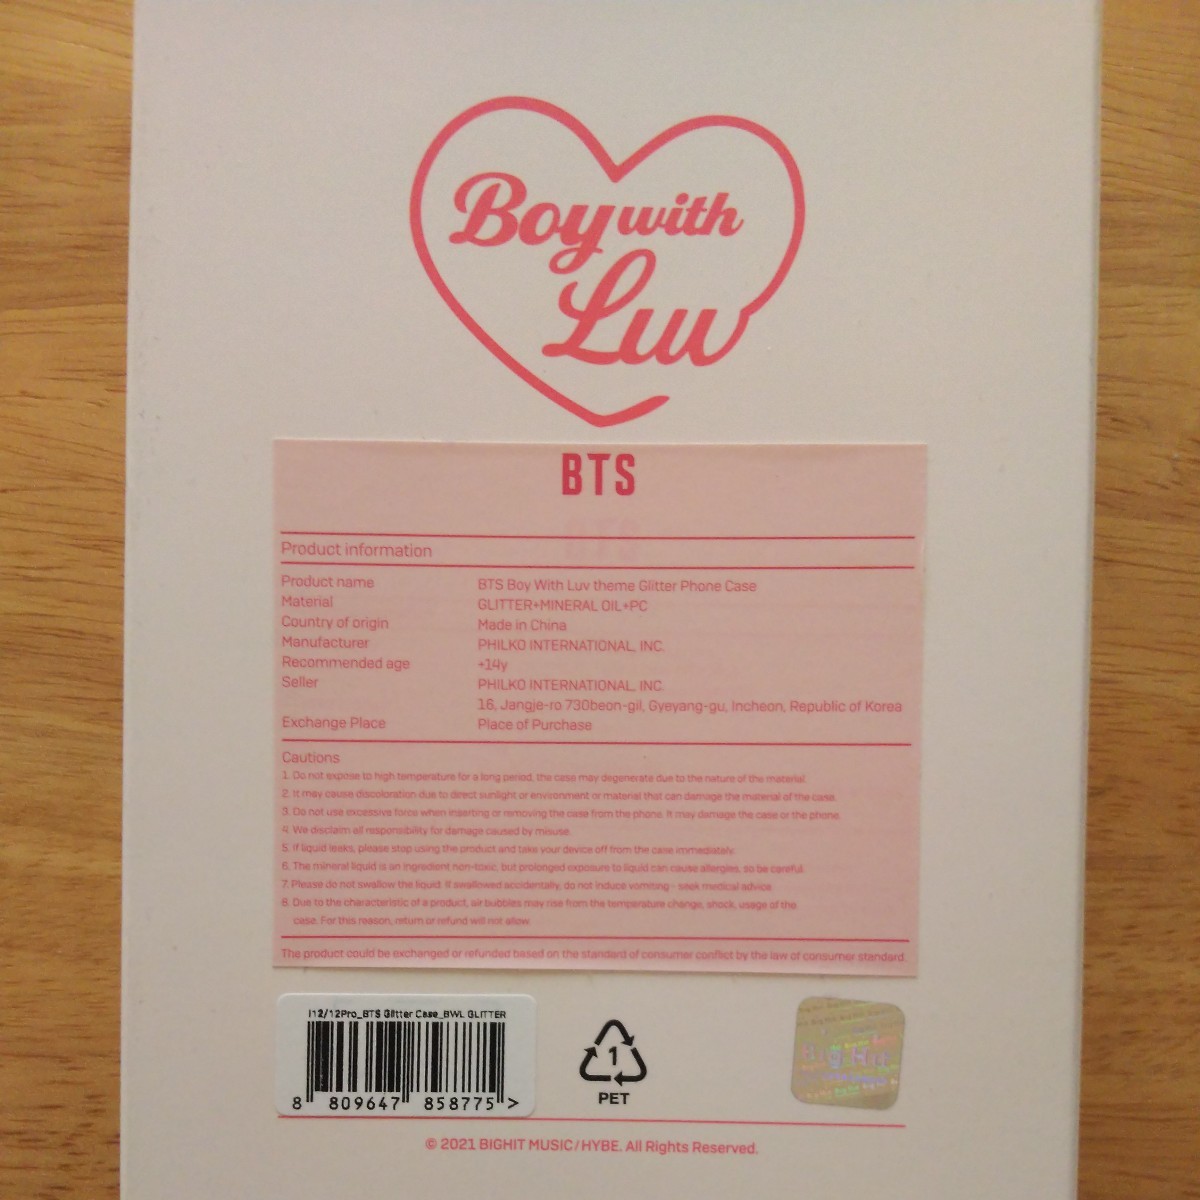 Boy with
Luv
BTS
Product information
Product name BTS Boy With Luv theme Glitter Phone Case
Material GLITTER+MINERAL OIL+PC
Country of origin Made in China
Manufacturer PHILKO INTERNATIONAL, INC.
Recommended age +14y
Seller PHILKO INTERNATIONAL, INC.
16, Jangje-ro 730beon-gil, Gyeyang-gu, Incheon, Republic of Korea
Exchange Place Place of Purchase
Cautions
1. Do not expose to high temperature for a long period, the case may degenerate due to the nature of the material.
2. It may cause discoloration due to direct sunlight or environment or material that can damage the material of the case.
3. Do not use excessive force when inserting or removing the case from the phone. It may damage the case or the phone.
4. We disclaim all responsibility for damage caused by misuse.
5. If liquid leaks, please stop using the product and take your device off from the case immediately.
6. The mineral liquid is an ingredient non-toxic, but prolonged exposure to liquid can cause allergies, so be careful.
7. Please do not swallow the liquid. If swallowed accidentally, do not induce vomiting - seek medical advice.
8. Due to the characteristic of a product, air bubbles may rise from the temperature change, shock, usage of the
case. For this reason, return or refund will not allow.
The product could be exchanged or refunded based on the standard of consumer conflict by the law of consumer standard.
I12/12Pro_BTS Glitter Case_BWL GLITTER
8 809647 858775 >
1
PET
Big Hit
© 2021 BIGHIT MUSIC/HYBE. All Rights Reserved.